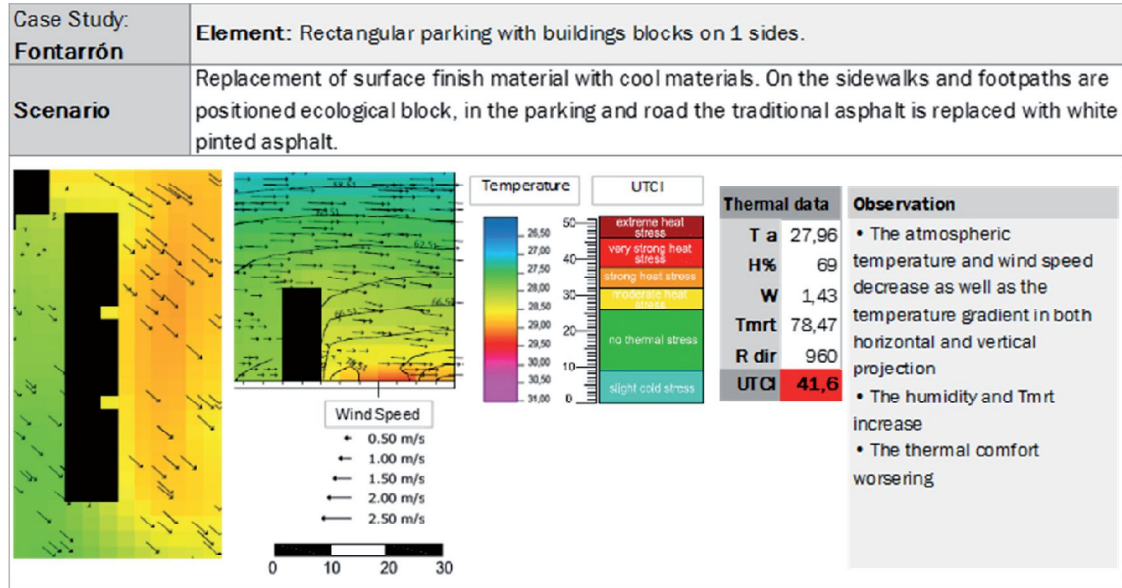 Case Study:
Fontarrón
Element: Rectangular parking with buildings blocks on 1 sides.
Scenario
Replacement of surface finish material with cool materials. On the sidewalks and footpaths are
positioned ecological block, in the parking and road the traditional asphalt is replaced with white
pinted asphalt.
Temperature
26,50
27,00
27,50
28,00
28,50
29,00
29,50
30,00
30,50
31,00
UTCI
50
40
30
20
10
0
extreme heat
stress
very strong heat
stress
strong heat stress
moderate heat
stress
no thermal stress
slight cold stress
Wind Speed
0.50 m/s
1.00 m/s
1.50 m/s
2.00 m/s
2.50 m/s
0 10 20 30
Thermal data
T a 27,96
H% 69
W 1,43
Tmrt 78,47
R dir 960
UTCI 41,6
Observation
• The atmospheric
temperature and wind speed
decrease as well as the
temperature gradient in both
horizontal and vertical
projection
• The humidity and Tmrt
increase
• The thermal comfort
worsering